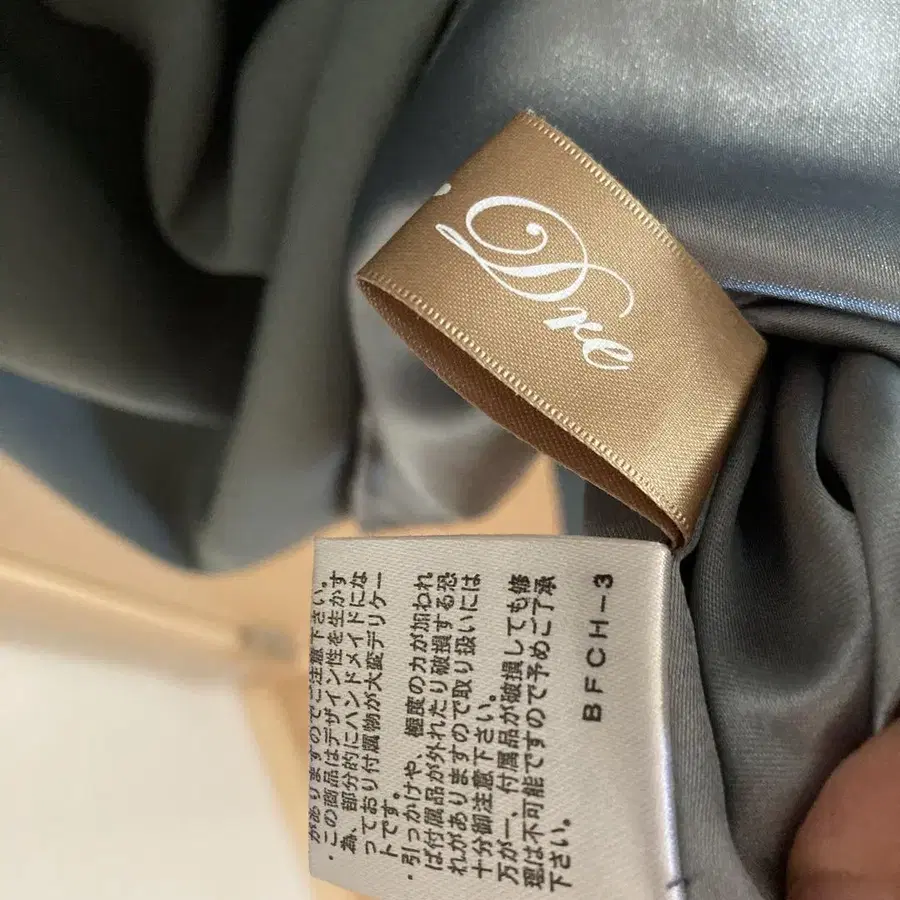 Dre
がありますのでご注意下さい。
・この商品はデザイン性を生かす
為、部分的にハンドメイドにな
っており付属物が大変デリケー
トです。
・引っかけや、極度の力が加われ
ば付属品が外れたり破損する恐
れがありますので取り扱いには
十分御注意下さい。
万が一、付属品が破損しても修
理は不可能ですので予めご了承
下さい。
BFCH-3